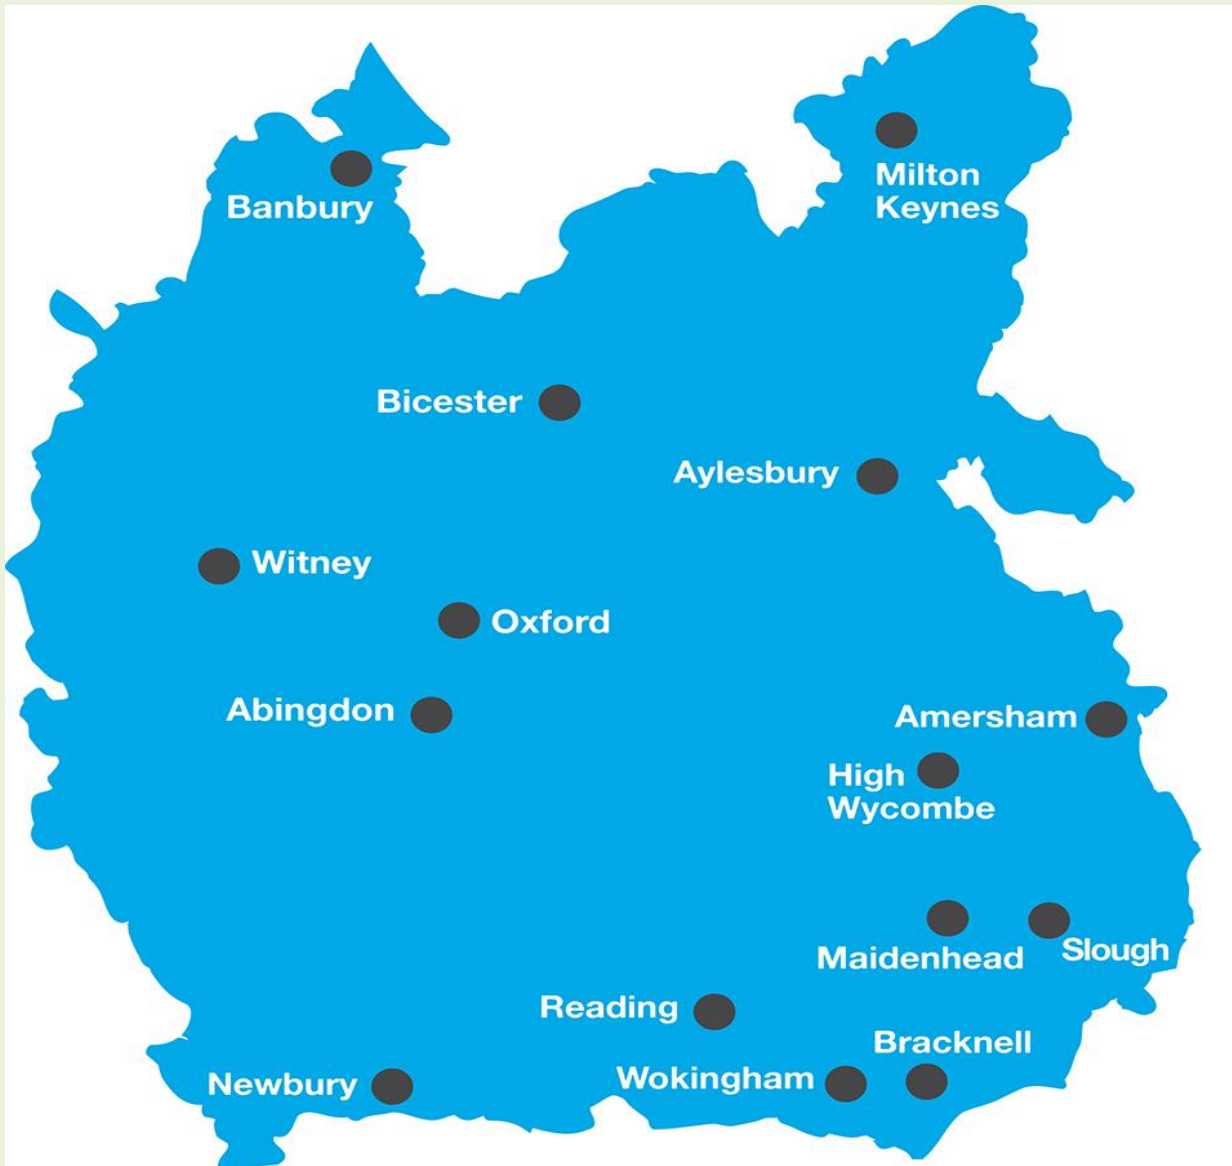 Milton
Keynes
Banbury
Bicester
Aylesbury
Witney
Oxford
Abingdon
Amersham
High
Wycombe
Maidenhead
Slough
Reading
Bracknell
Wokingham
Newbury